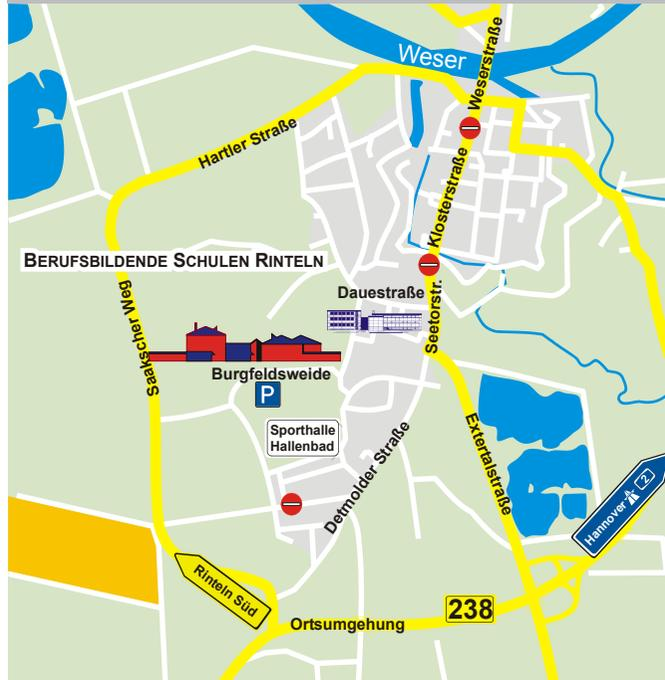 Weser
Weserstraße
Hartler Straße
Klosterstraße
BERUFSBILDENDE SCHULEN RINTELN
Dauestraße
Seetorstr.
Saakscher Weg
Burgfeldsweide
P
Sporthalle
Hallenbad
Detmolder Straße
Extertalstraße
Hannover 2
Rinteln Süd
238
Ortsumgehung